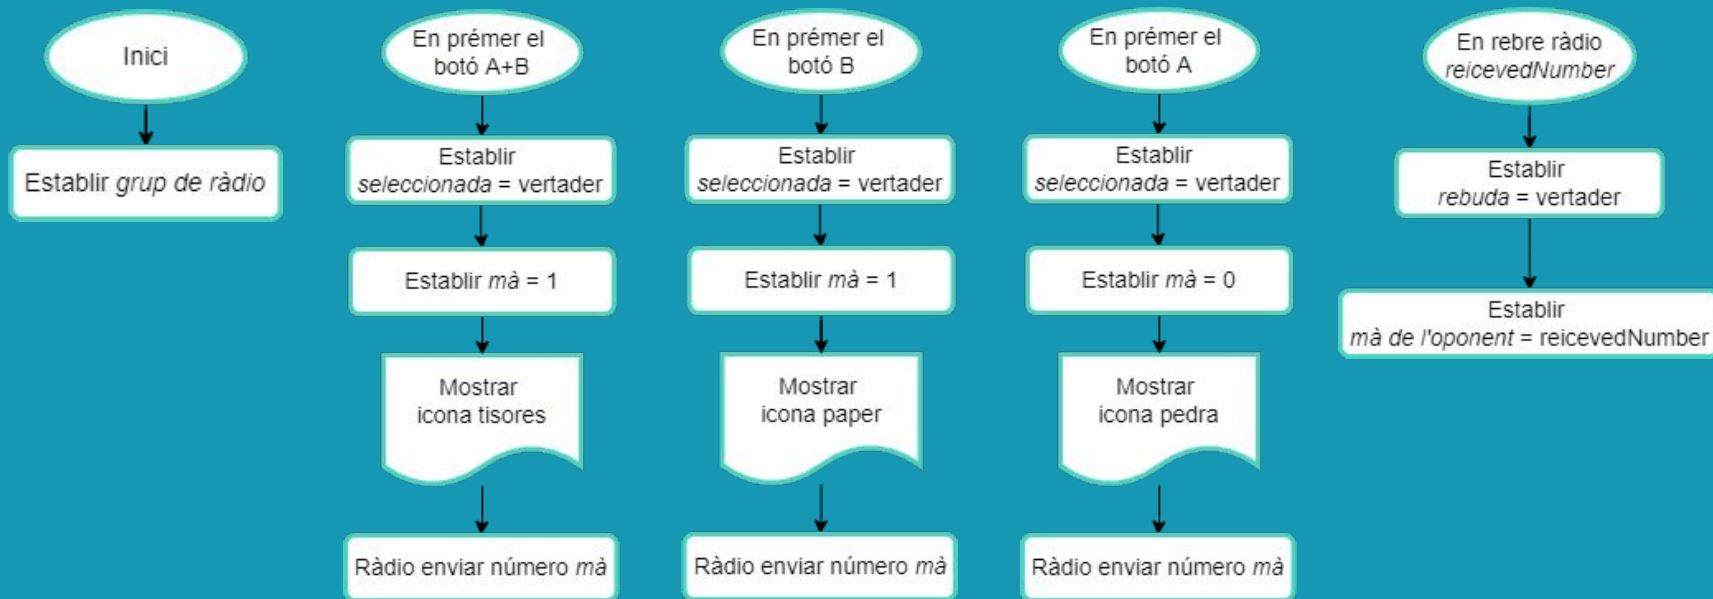 Inici
Establir grup de ràdio
En prémer el
botó A+B
Establir
seleccionada = vertader
Establir mà = 1
Mostrar
icona tisores
Ràdio enviar número mà
En prémer el
botó B
Establir
seleccionada = vertader
Establir mà = 1
Mostrar
icona paper
Ràdio enviar número mà
En prémer el
botó A
Establir
seleccionada = vertader
Establir mà = 0
Mostrar
icona pedra
Ràdio enviar número mà
En rebre ràdio
reicevedNumber
Establir
rebuda = vertader
Establir
mà de l'oponent = reicevedNumber